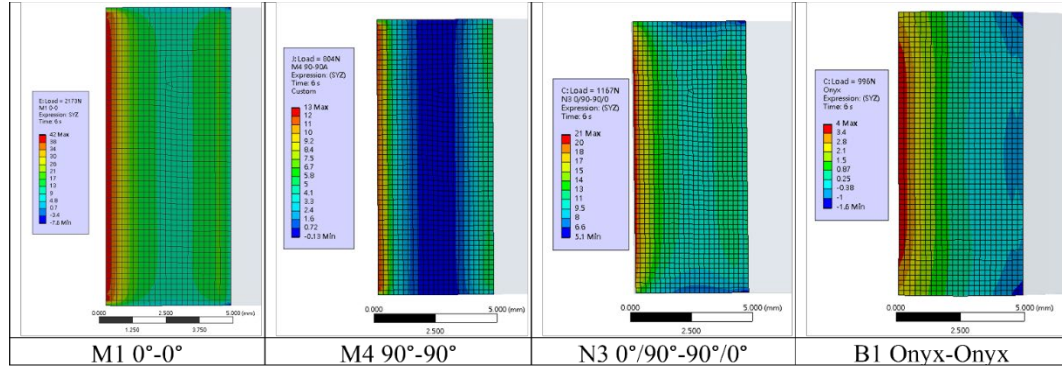 E: Load = 2173N
M1 0-0
Expression: SYZ
Time: 6 s
42 Max
38
34
30
26
21
17
13
9
4.8
0.7
-3.4
-7.6 Min
0.000
5.000 (mm)
1.250
3.750
M1 0°-0°
J: Load = 804N
M4 90-90A
Expression: (SYZ)
Time: 6 s
Custom
13 Max
12
11
10
9.2
8.4
7.5
6.7
5.8
5
4.1
3.3
2.4
1.6
0.72
-0.13 Min
0.000
5.000 (mm)
2.500
M4 90°-90°
C: Load = 1167N
N3 0/90-90/0
Expression: (SYZ)
Time: 6 s
21 Max
20
18
17
15
14
13
11
9.5
8
6.6
5.1 Min
0.000
5.000 (mm)
2.500
N3 0°/90°-90°/0°
C: Load = 996N
Onyx
Expression: (SYZ)
Time: 6 s
4 Max
3.4
2.8
2.1
1.5
0.87
0.25
-0.38
-1
-1.6 Min
0.000
5.000 (mm)
2.500
B1 Onyx-Onyx